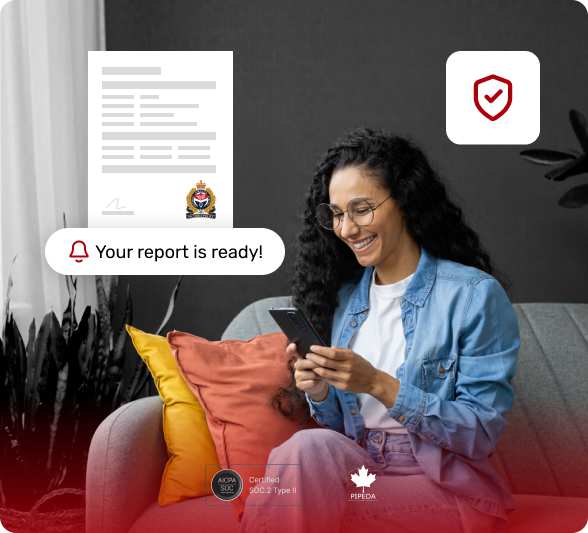 Your report is ready!
AICPA
SOC
Certified
SOC 2 Type II
PIPEDA